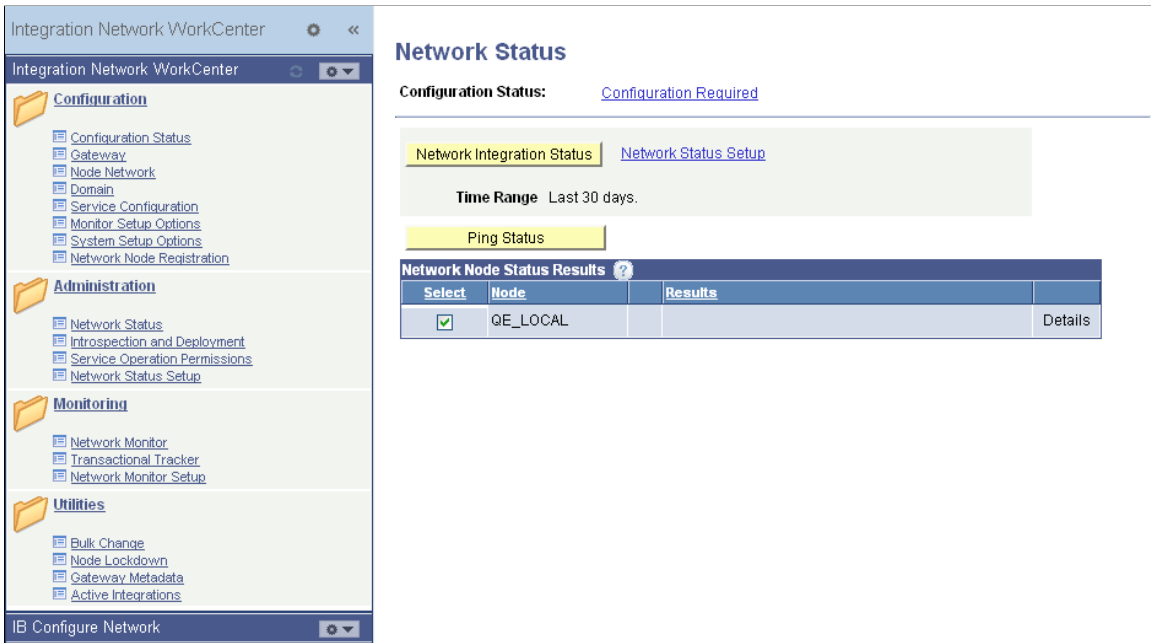 Integration Network WorkCenter
Integration Network WorkCenter
Configuration
Configuration Status
Gateway
Node Network
Domain
Service Configuration
Monitor Setup Options
System Setup Options
Network Node Registration
Administration
Network Status
Introspection and Deployment
Service Operation Permissions
Network Status Setup
Monitoring
Network Monitor
Transactional Tracker
Network Monitor Setup
Utilities
Bulk Change
Node Lockdown
Gateway Metadata
Active Integrations
IB Configure Network
Network Status
Configuration Status: Configuration Required
Network Integration Status Network Status Setup
Time Range Last 30 days.
Ping Status
Network Node Status Results ?
Select Node Results
QE_LOCAL Details